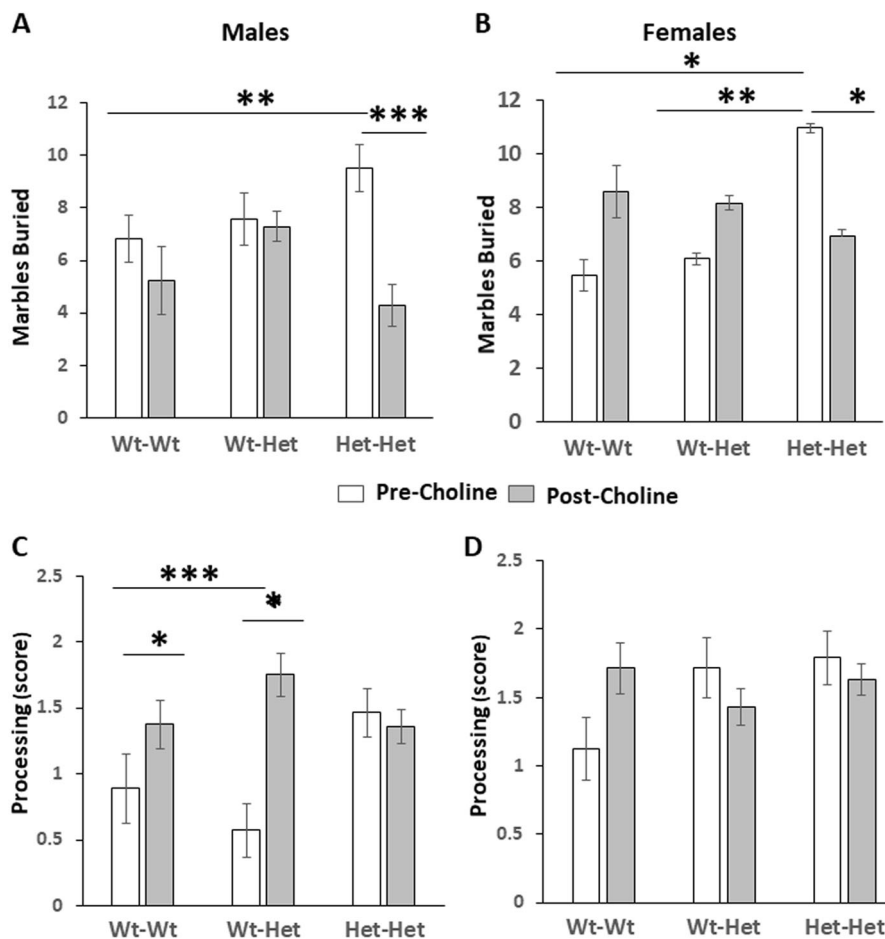 A
Males
**
***
12
10
8
6
4
2
0
Marbles Buried
Wt-Wt
Wt-Het
Het-Het
B
Females
*
**
*
12
10
8
6
4
2
0
Marbles Buried
Wt-Wt
Wt-Het
Het-Het
Pre-Choline
Post-Choline
C
***
*
*
2.5
2
1.5
1
0.5
0
Processing (score)
Wt-Wt
Wt-Het
Het-Het
D
2.5
2
1.5
1
0.5
0
Processing (score)
Wt-Wt
Wt-Het
Het-Het